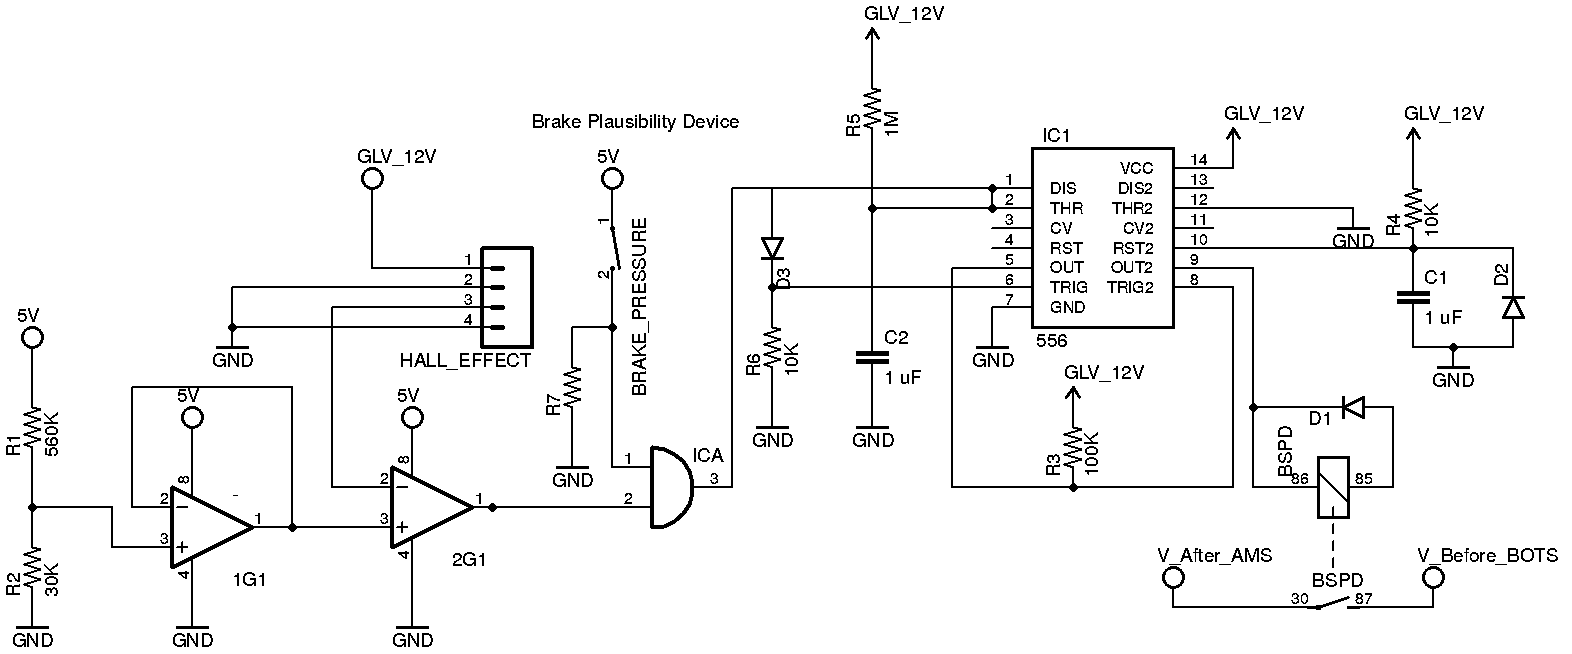 GLV_12V
R5
1M
Brake Plausibility Device
GLV_12V
GLV_12V
IC1
GLV_12V
5V
1
2
BRAKE_PRESSURE
1
2
3
4
HALL_EFFECT
GND
1 DIS
2 THR
3 CV
4 RST
5 OUT
6 TRIG
7 GND
VCC 14
DIS2 13
THR2 12
CV2 11
RST2 10
OUT2 9
TRIG2 8
556
GND
R4
10K
C1
1 uF
D2
GND
D3
R6
10K
GND
C2
1 uF
GND
GND
GLV_12V
R3
100K
5V
R1
560K
R2
30K
GND
5V
8
-
2
−
3
+
1
4
1G1
GND
5V
8
2
−
3
+
1
4
2G1
GND
R7
GND
1
2
3
ICA
D1
BSPD
86
85
V_After_AMS
V_Before_BOTS
BSPD
30
87